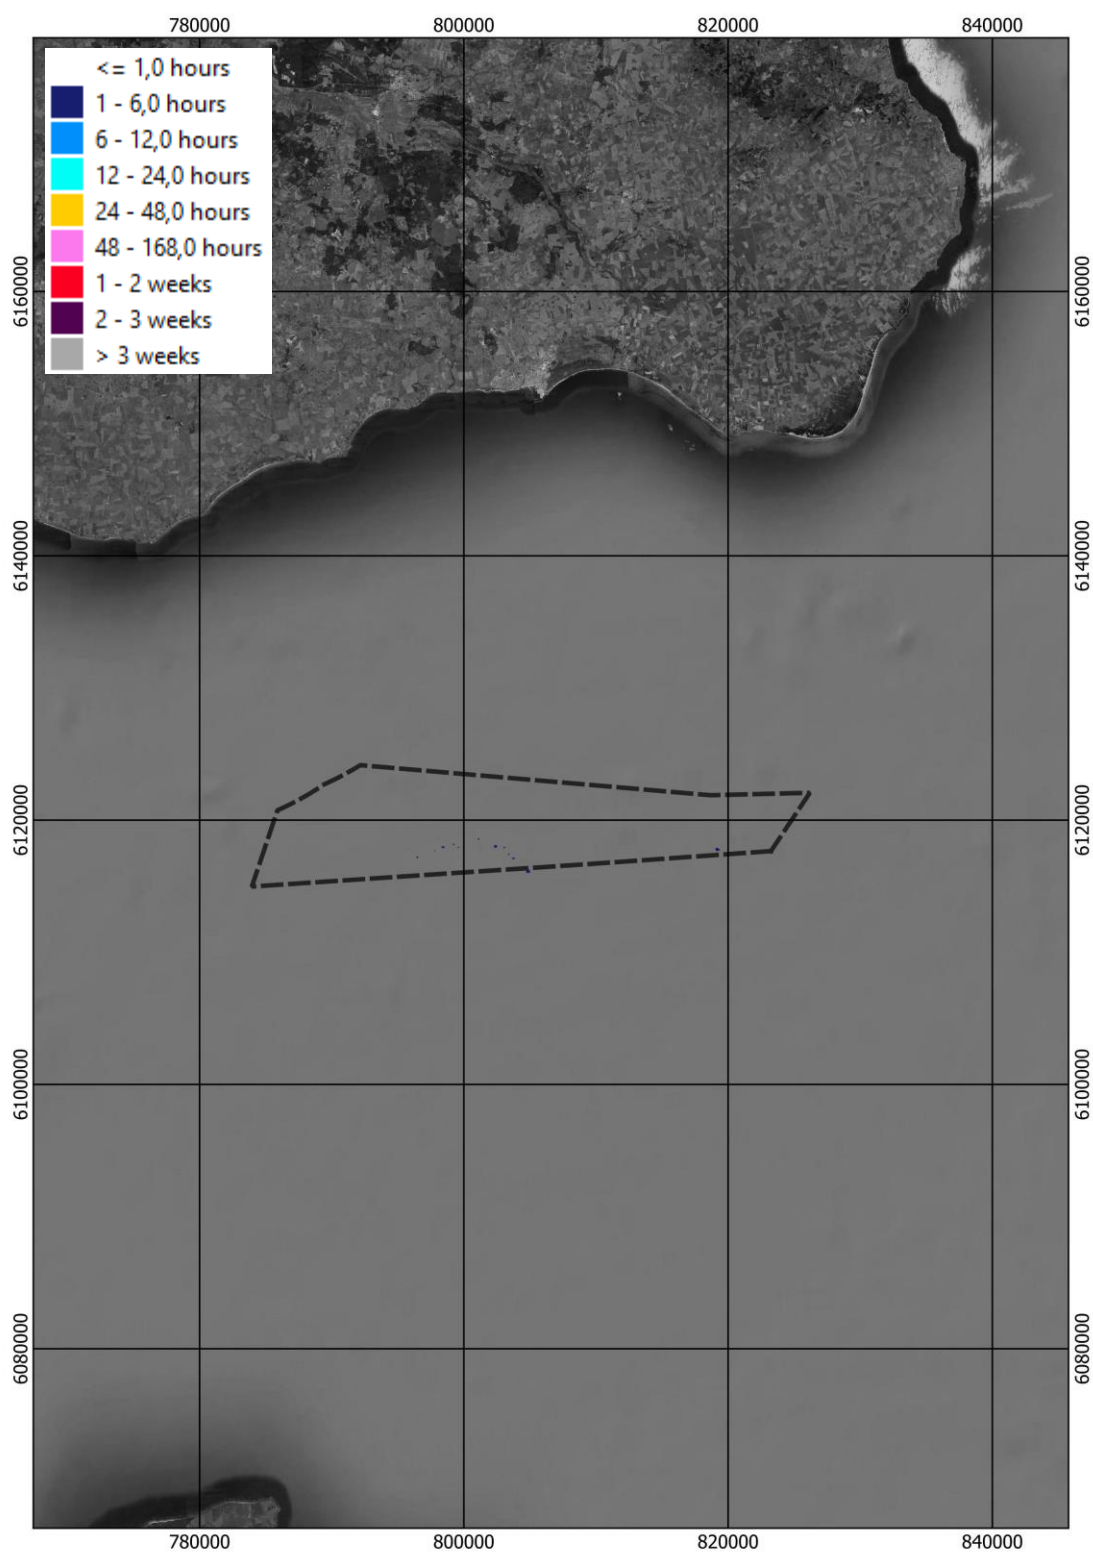 780000 800000 820000 840000
<= 1,0 hours
1 - 6,0 hours
6 - 12,0 hours
12 - 24,0 hours
24 - 48,0 hours
48 - 168,0 hours
1 - 2 weeks
2 - 3 weeks
> 3 weeks
6160000 6160000
6140000 6140000
6120000 6120000
6100000 6100000
6080000 6080000
780000 800000 820000 840000